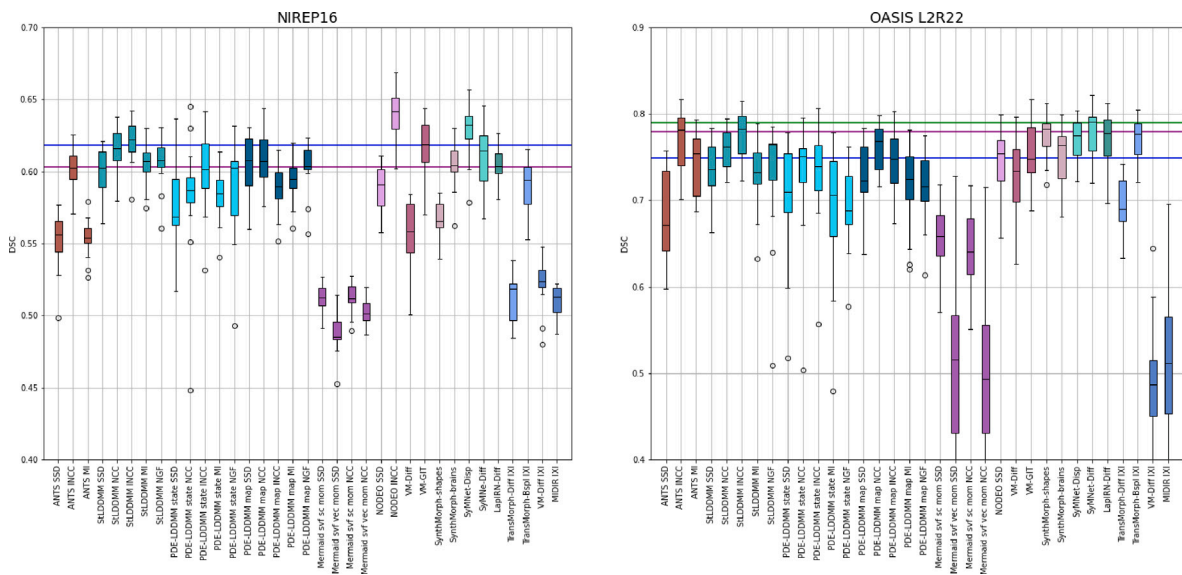 NIREP16
0.70
0.65
0.60
0.55
0.50
0.45
0.40
DSC
ANTS SSD
ANTS INCC
ANTS MI
StLDDMM SSD
StLDDMM NCC
StLDDMM INCC
StLDDMM MI
StLDDMM NGF
PDE-LDDMM state SSD
PDE-LDDMM state NCC
PDE-LDDMM state INCC
PDE-LDDMM state MI
PDE-LDDMM state NGF
PDE-LDDMM map SSD
PDE-LDDMM map NCC
PDE-LDDMM map INCC
PDE-LDDMM map MI
PDE-LDDMM map NGF
Mermaid svf sc mom SSD
Mermaid svf vec mom SSD
Mermaid svf sc mom NCC
Mermaid svf vec mom NCC
NODEO SSD
NODEO INCC
VM-Diff
VM-GIT
SynthMorph-shapes
SynthMorph-brains
SyMNet-Disp
SyMNe-Diff
LapIRN-Diff
TransMorph-Diff IXI
TransMorph-Bspl IXI
VM-Diff IXI
MIDIR IXI
OASIS L2R22
0.9
0.8
0.7
0.6
0.5
0.4
DSC
ANTS SSD
ANTS INCC
ANTS MI
StLDDMM SSD
StLDDMM NCC
StLDDMM INCC
StLDDMM MI
StLDDMM NGF
PDE-LDDMM state SSD
PDE-LDDMM state NCC
PDE-LDDMM state INCC
PDE-LDDMM state MI
PDE-LDDMM state NGF
PDE-LDDMM map SSD
PDE-LDDMM map NCC
PDE-LDDMM map INCC
PDE-LDDMM map MI
PDE-LDDMM map NGF
Mermaid svf sc mom SSD
Mermaid svf vec mom SSD
Mermaid svf sc mom NCC
Mermaid svf vec mom NCC
NODEO SSD
VM-Diff
VM-GIT
SynthMorph-shapes
SynthMorph-brains
SyMNet-Disp
SyMNet-Diff
LapIRN-Diff
TransMorph-Diff IXI
TransMorph-Bspl IXI
VM-Diff IXI
MIDIR IXI